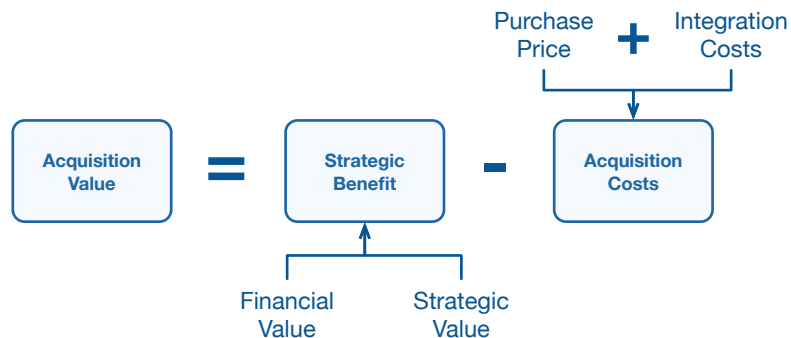 Purchase
Price
+
Integration
Costs
Acquisition
Value
=
Strategic
Benefit
-
Acquisition
Costs
Financial
Value
Strategic
Value